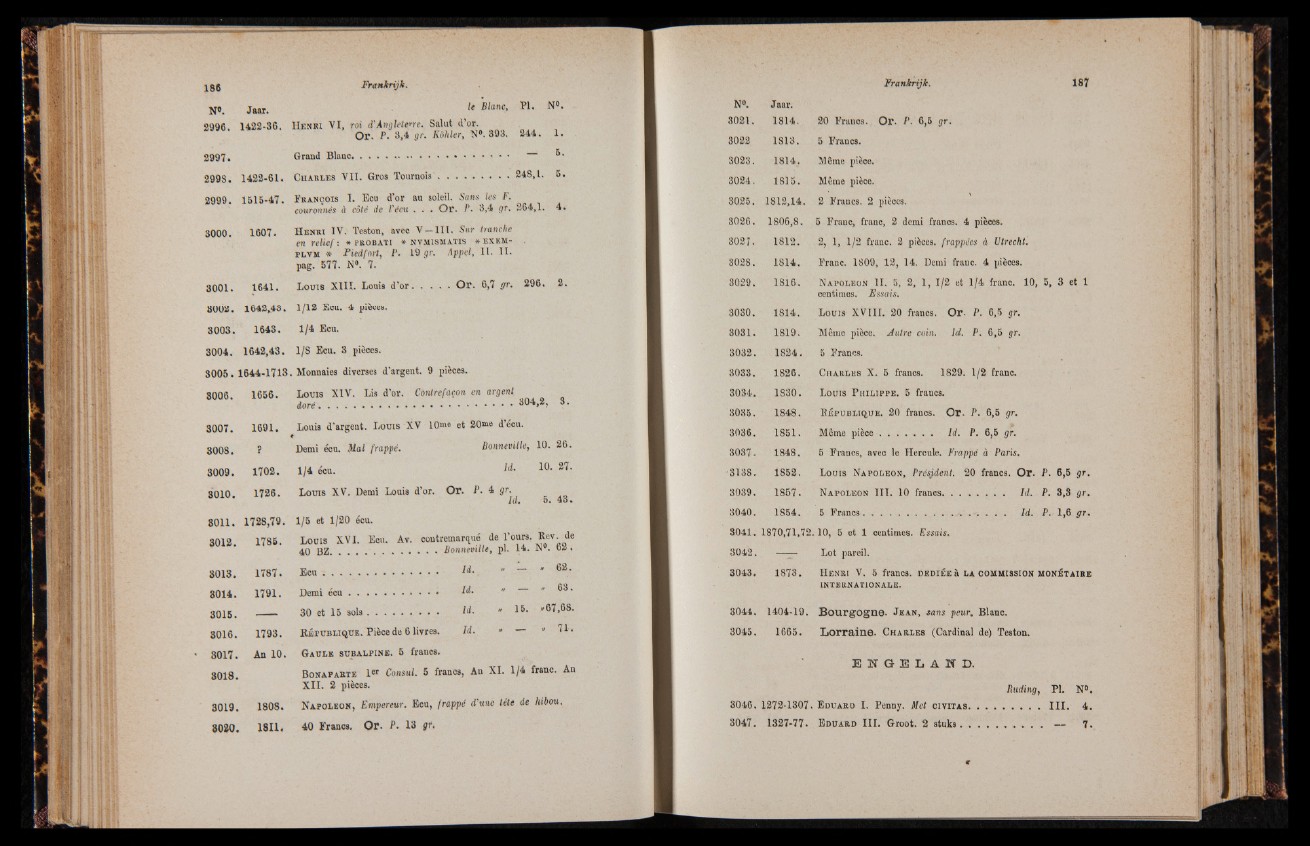 186 Frankrijk.
Nº. Jaar. le Blanc, Pl. Nº.
2996. 1422-36. HENRI VI, roi d'Angleterre. Salut d'or.
Or. P. 3,4 gr. Köhler, Nº. 393. 244. 1.
2997. Grand Blanc. . . . . . . . . . . . . . . . — 5.
2998. 1422-61. CHARLES VII. Gros Tournois . . . . . . . . . 248,1. 5.
2999. 1515-47. FRANÇOIS I. Ecu d'or au soleil. Sans les F.
couronnés à côté de l'écu . . . Or. P. 3,4 gr. 264,1. 4.
3000. 1607. HENRI IV. Teston, avec V—III. Sur tranche
en relief: * PROBATI * NVMISMATIS * EXEM-
PLVM * Piedfort, P. 19 gr. Appel, II. II.
pag. 577. Nº. 7.
3001. 1641. LOUIS XIII. Louis d'or. . . . . . Or. 6,7 gr. 296. 2.
3002. 1642,43. 1/12 Ecu. 4 pièces.
3003. 1643. 1/4 Ecu.
3004. 1642,43. 1/8 Ecu. 3 pièces.
3005. 1644-1713. Monnaies diverses d'argent. 9 pièces.
3006. 1656. LOUIS XIV. Lis d'or. Contrefaçon en argent
doré . . . . . . . . . . . . . . . . . . . . 304,2, 3.
3007. 1691. Louis d'argent. LOUIS XV 10me et 20me d'écu.
3008. ? Demi écu. Mal frappé. Bonneville, 10. 26.
3009. 1702. 1/4 écu. Id. 10. 27.
3010. 1726. LOUIS XV. Demi Louis d'or. Or. P. 4 gr.
Id. 5. 43.
3011. 1728,79. 1/5 et 1/20 écu.
3012. 1785. LOUIS XVI. Ecu. Av. contremarqué de l'ours. Rev. de
40 BZ. . . . . . . . . . . . Bonneville, pl. 14. Nº. 62.
3013. 1787. Ecu . . . . . . . . . . . . . Id. " — " 62.
3014. 1791. Demi écu . . . . . . . . . . . Id. " — " 63.
3015. —— 30 et 15 sols . . . . . . . . . Id. " 15. "67,68.
3016. 1793. RÉPUBLIQUE. Pièce de 6 livres. Id. " — " 71.
3017. An 10. GAULE SUBALPINE. 5 francs.
3018. BONAPARTE 1er Consul. 5 francs, An XI. 1/4 franc. An
XII. 2 pièces.
3019. 1808. NAPOLEON, Empereur. Ecu, frappé d'une tête de hibou.
3020. 1811. 40 Francs. Or. P. 13 gr.
Frankrijk. 187
Nº. Jaar.
3021. 1814. 20 Francs. Or. P. 6,5 gr.
3022 1813. 5 Francs.
3023. 1814. Même pièce.
3024. 1815. Même pièce.
3025. 1812,14. 2 Francs. 2 pièces.
3026. 1806,8. 5 Franc, franc, 2 demi francs. 4 pièces.
3027. 1812. 2, 1, 1/2 franc. 2 pièces. frappées à Utrecht.
3028. 1814. Franc. 1809, 12, 14. Demi franc. 4 pièces.
3029. 1816. NAPOLEON II. 5, 2, 1, 1/2 et 1/4 franc. 10, 5, 3 et 1
centimes. Essais.
3030. 1814. LOUIS XVIII. 20 francs. Or. P. 6,5 gr.
3031. 1819. Même pièce. Autre coin. Id. P. 6,5 gr.
3032. 1824. 5 Francs.
3033. 1826. CHARLES X. 5 francs. 1829. 1/2 franc.
3034. 1830. LOUIS PHILIPPE. 5 francs.
3035. 1848. RÉPUBLIQUE. 20 francs. Or. P. 6,5 gr.
3036. 1851. Même pièce . . . . . . . Id. P. 6,5 gr.
3037. 1848. 5 Francs, avec le Hercule. Frappé à Paris.
3138. 1852. LOUIS NAPOLEON, Président. 20 francs. Or. P. 6,5 gr.
3039. 1857. NAPOLEON III. 10 francs. . . . . . . . Id. P. 3,3 gr.
3040. 1854. 5 Francs . . . . . . . . . . . . . . . Id. P. 1,6 gr.
3041. 1870,71,72. 10, 5 et 1 centimes. Essais.
3042. —— Lot pareil.
3043. 1873. HENRI V. 5 francs. DEDIÉE à LA COMMISSION MONÉTAIRE
INTERNATIONALE.
3044. 1404-19. Bourgogne. JEAN, sans peur. Blanc.
3045. 1665. Lorraine. CHARLES (Cardinal de) Teston.
ENGELAND.
Ruding, Pl. Nº.
3046. 1272-1307. EDUARD I. Penny. Met CIVITAS. . . . . . . . . III. 4.
3047. 1327-77. EDUARD III. Groot. 2 stuks . . . . . . . . . . — 7.